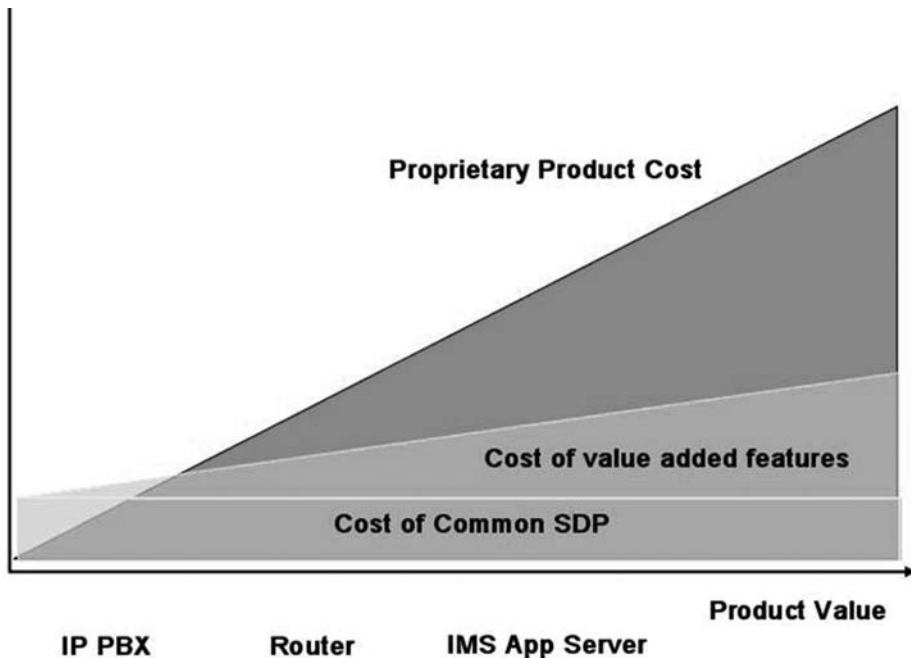 Proprietary Product Cost
Cost of value added features
Cost of Common SDP
Product Value
IP PBX
Router
IMS App Server